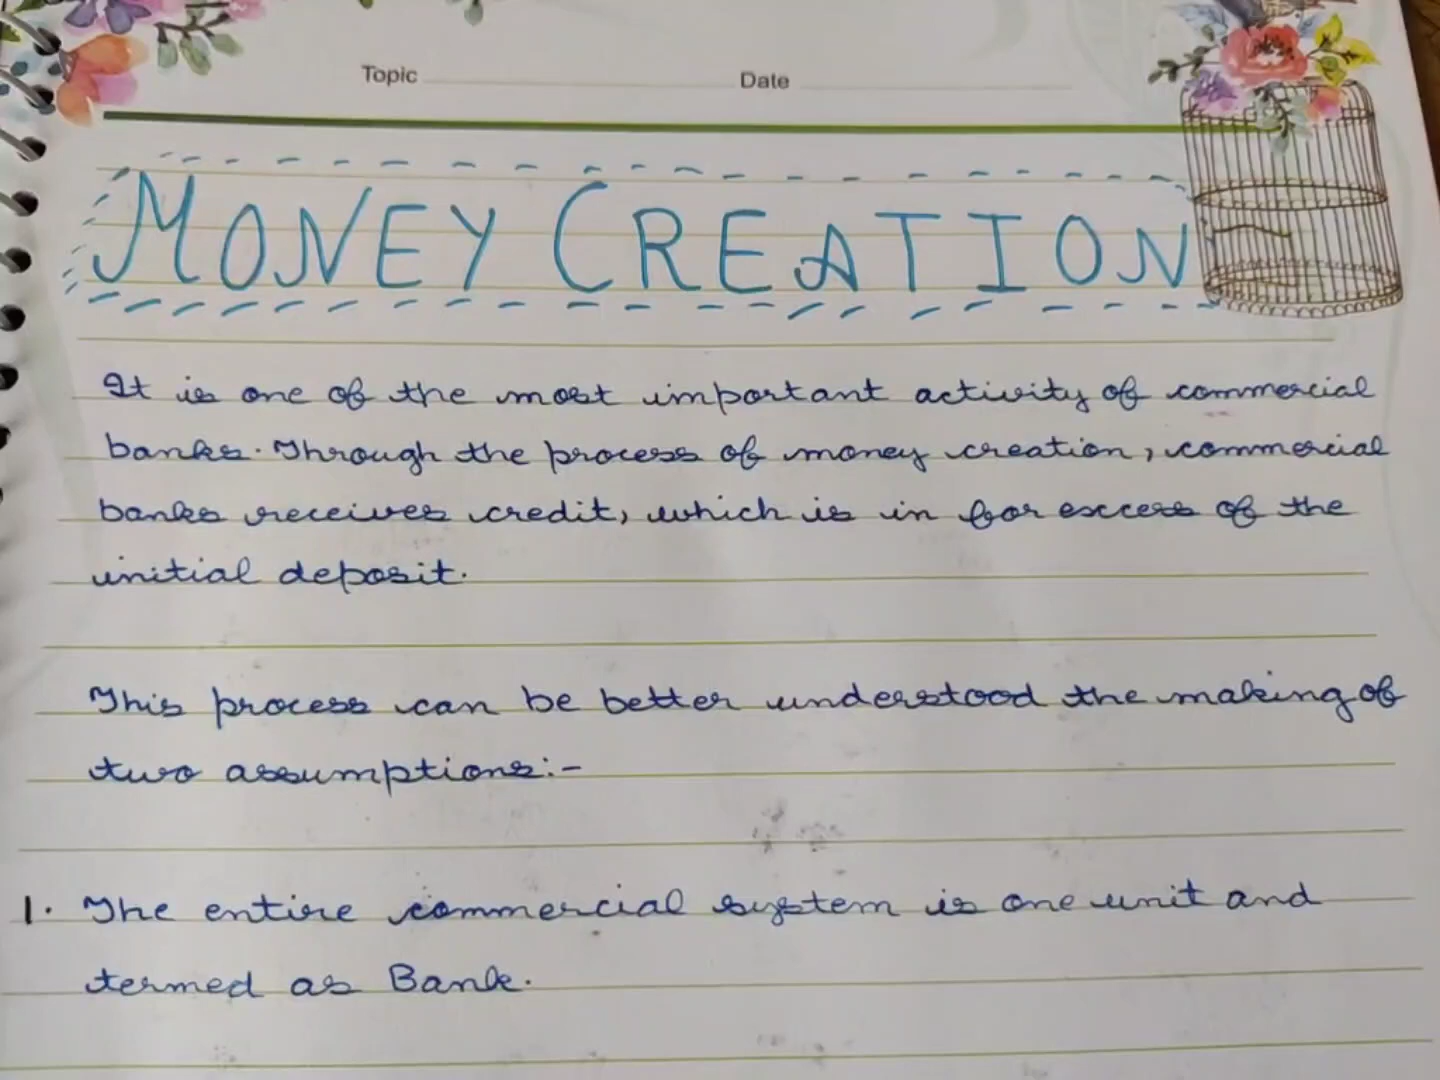 Topic Date
MONEY CREATION
It is one of the most important activity of commercial
banks. Through the process of money creation, commercial
banks receives credit, which is in for excess of the
initial deposit.
This process can be better understood the making of
two assumptions:-
1. The entire commercial system is one unit and
termed as Bank.